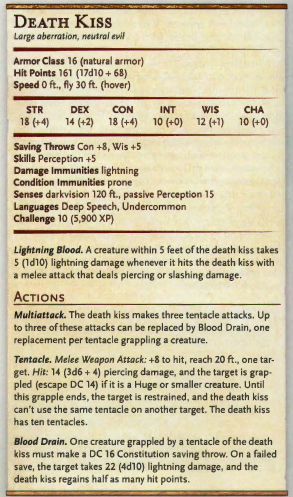 DEATH KISS
Large aberration, neutral evil
Armor Class 16 (natural armor)
Hit Points 161 (17d10 + 68)
Speed 0 ft., fly 30 ft. (hover)
STR DEX CON INT WIS CHA
18 (+4) 14 (+2) 18 (+4) 10 (+0) 12 (+1) 10 (+0)
Saving Throws Con +8, Wis +5
Skills Perception +5
Damage Immunities lightning
Condition Immunities prone
Senses darkvision 120 ft., passive Perception 15
Languages Deep Speech, Undercommon
Challenge 10 (5,900 XP)
Lightning Blood. A creature within 5 feet of the death kiss takes
5 (1d10) lightning damage whenever it hits the death kiss with
a melee attack that deals piercing or slashing damage.
ACTIONS
Multiattack. The death kiss makes three tentacle attacks. Up
to three of these attacks can be replaced by Blood Drain, one
replacement per tentacle grappling a creature.
Tentacle. Melee Weapon Attack: +8 to hit, reach 20 ft., one tar-
get. Hit: 14 (3d6 + 4) piercing damage, and the target is grap-
pled (escape DC 14) if it is a Huge or smaller creature. Until
this grapple ends, the target is restrained, and the death kiss
can't use the same tentacle on another target. The death kiss
has ten tentacles.
Blood Drain. One creature grappled by a tentacle of the death
kiss must make a DC 16 Constitution saving throw. On a failed
save, the target takes 22 (4d10) lightning damage, and the
death kiss regains half as many hit points.